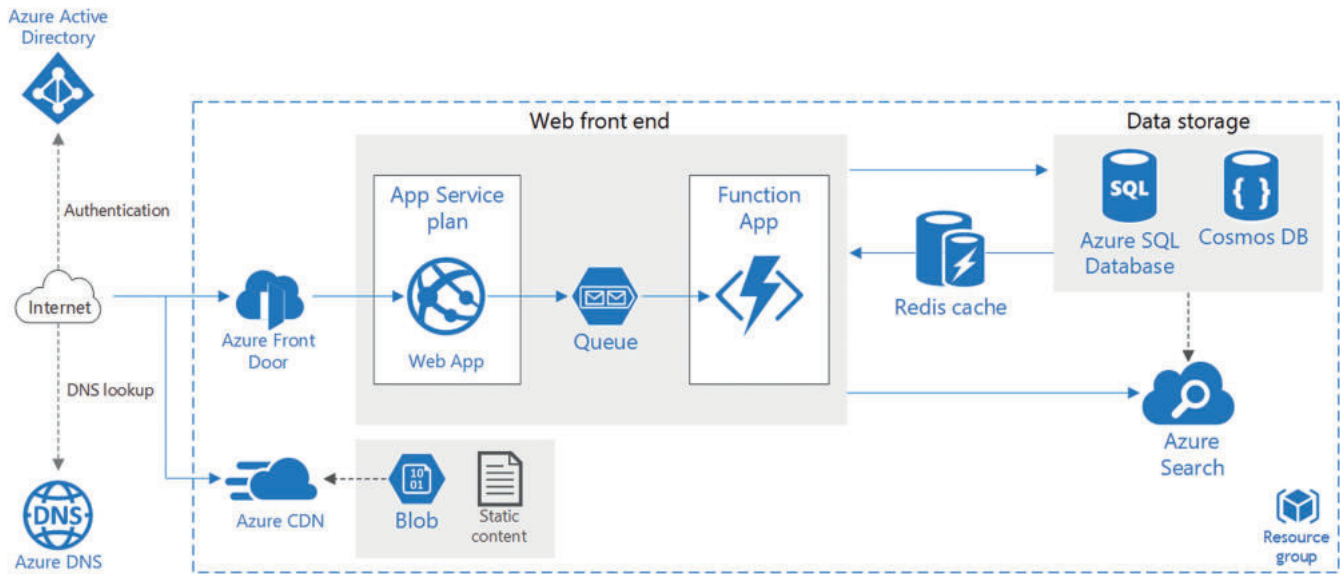 Azure Active
Directory
Authentication
Internet
DNS lookup
DNS
Azure DNS
Azure Front
Door
Azure CDN
Web front end
App Service
plan
Web App
Queue
Function
App
10
01
Blob
Static
content
Redis cache
Data storage
SQL
Azure SQL
Database
{ }
Cosmos DB
Azure
Search
Resource
group